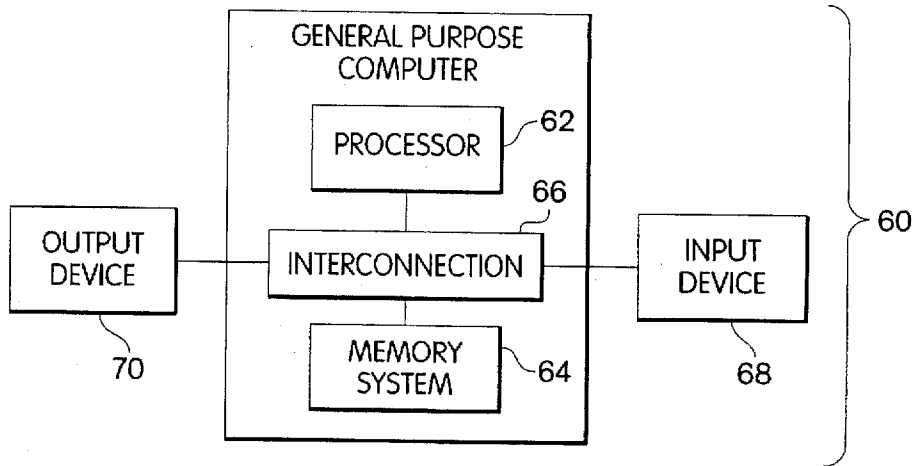 GENERAL PURPOSE
COMPUTER
PROCESSOR
62
66
INTERCONNECTION
OUTPUT
DEVICE
70
INPUT
DEVICE
68
60
MEMORY
SYSTEM
64